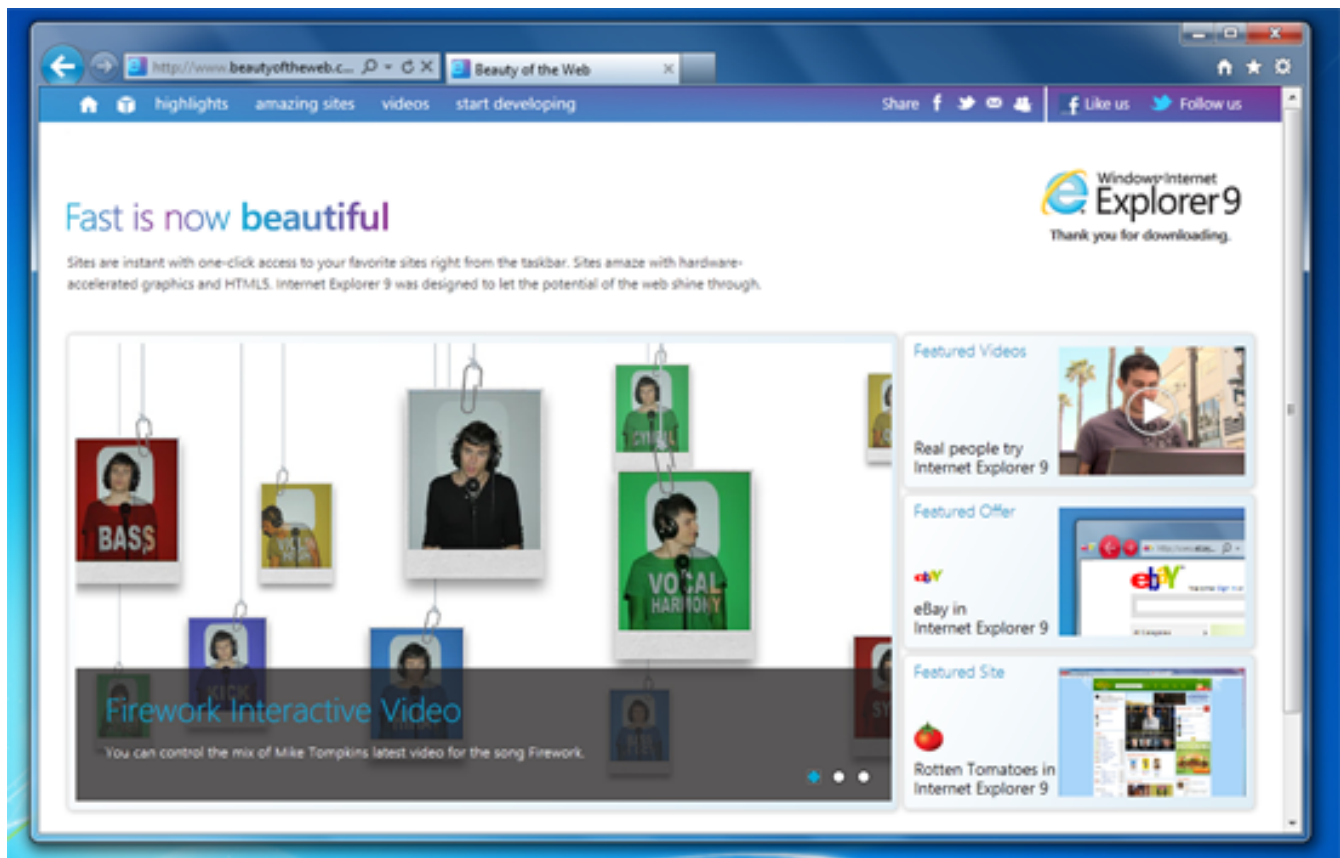 http://www.beautyoftheweb.c...
Beauty of the Web
highlights amazing sites videos start developing
Share
Like us
Follow us
Windows Internet
Explorer 9
Thank you for downloading.
Fast is now beautiful
Sites are instant with one-click access to your favorite sites right from the taskbar. Sites amaze with hardware-
accelerated graphics and HTML5. Internet Explorer 9 was designed to let the potential of the web shine through.
BASS
VOCAL
HARMONY
KICK
Firework Interactive Video
You can control the mix of Mike Tompkins latest video for the song Firework.
Featured Videos
Real people try
Internet Explorer 9
Featured Offer
ebY
ebaY
eBay in
Internet Explorer 9
Featured Site
Rotten Tomatoes in
Internet Explorer 9